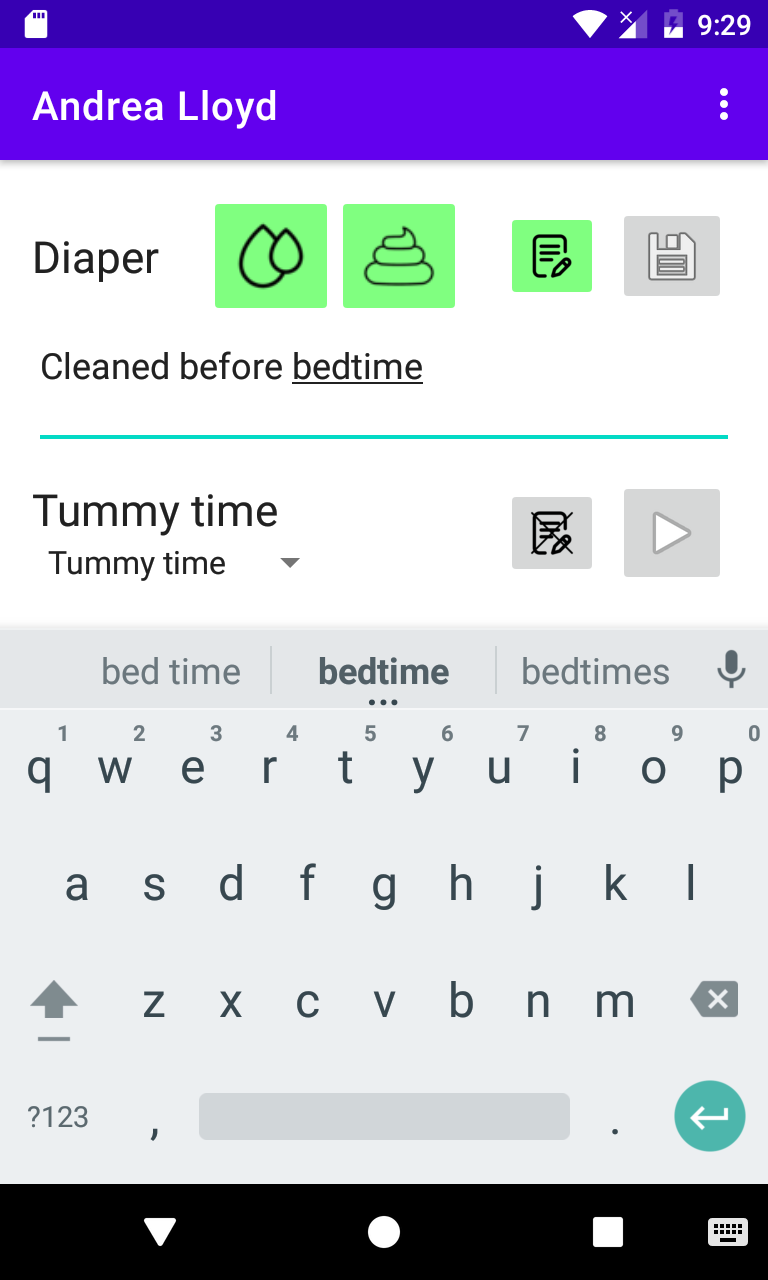 9:29
Andrea Lloyd
Diaper
Cleaned before bedtime
Tummy time
Tummy time
bed time bedtime bedtimes
1 2 3 4 5 6 7 8 9 0
q w e r t y u i o p
a s d f g h j k l
z x c v b n m
?123 , .